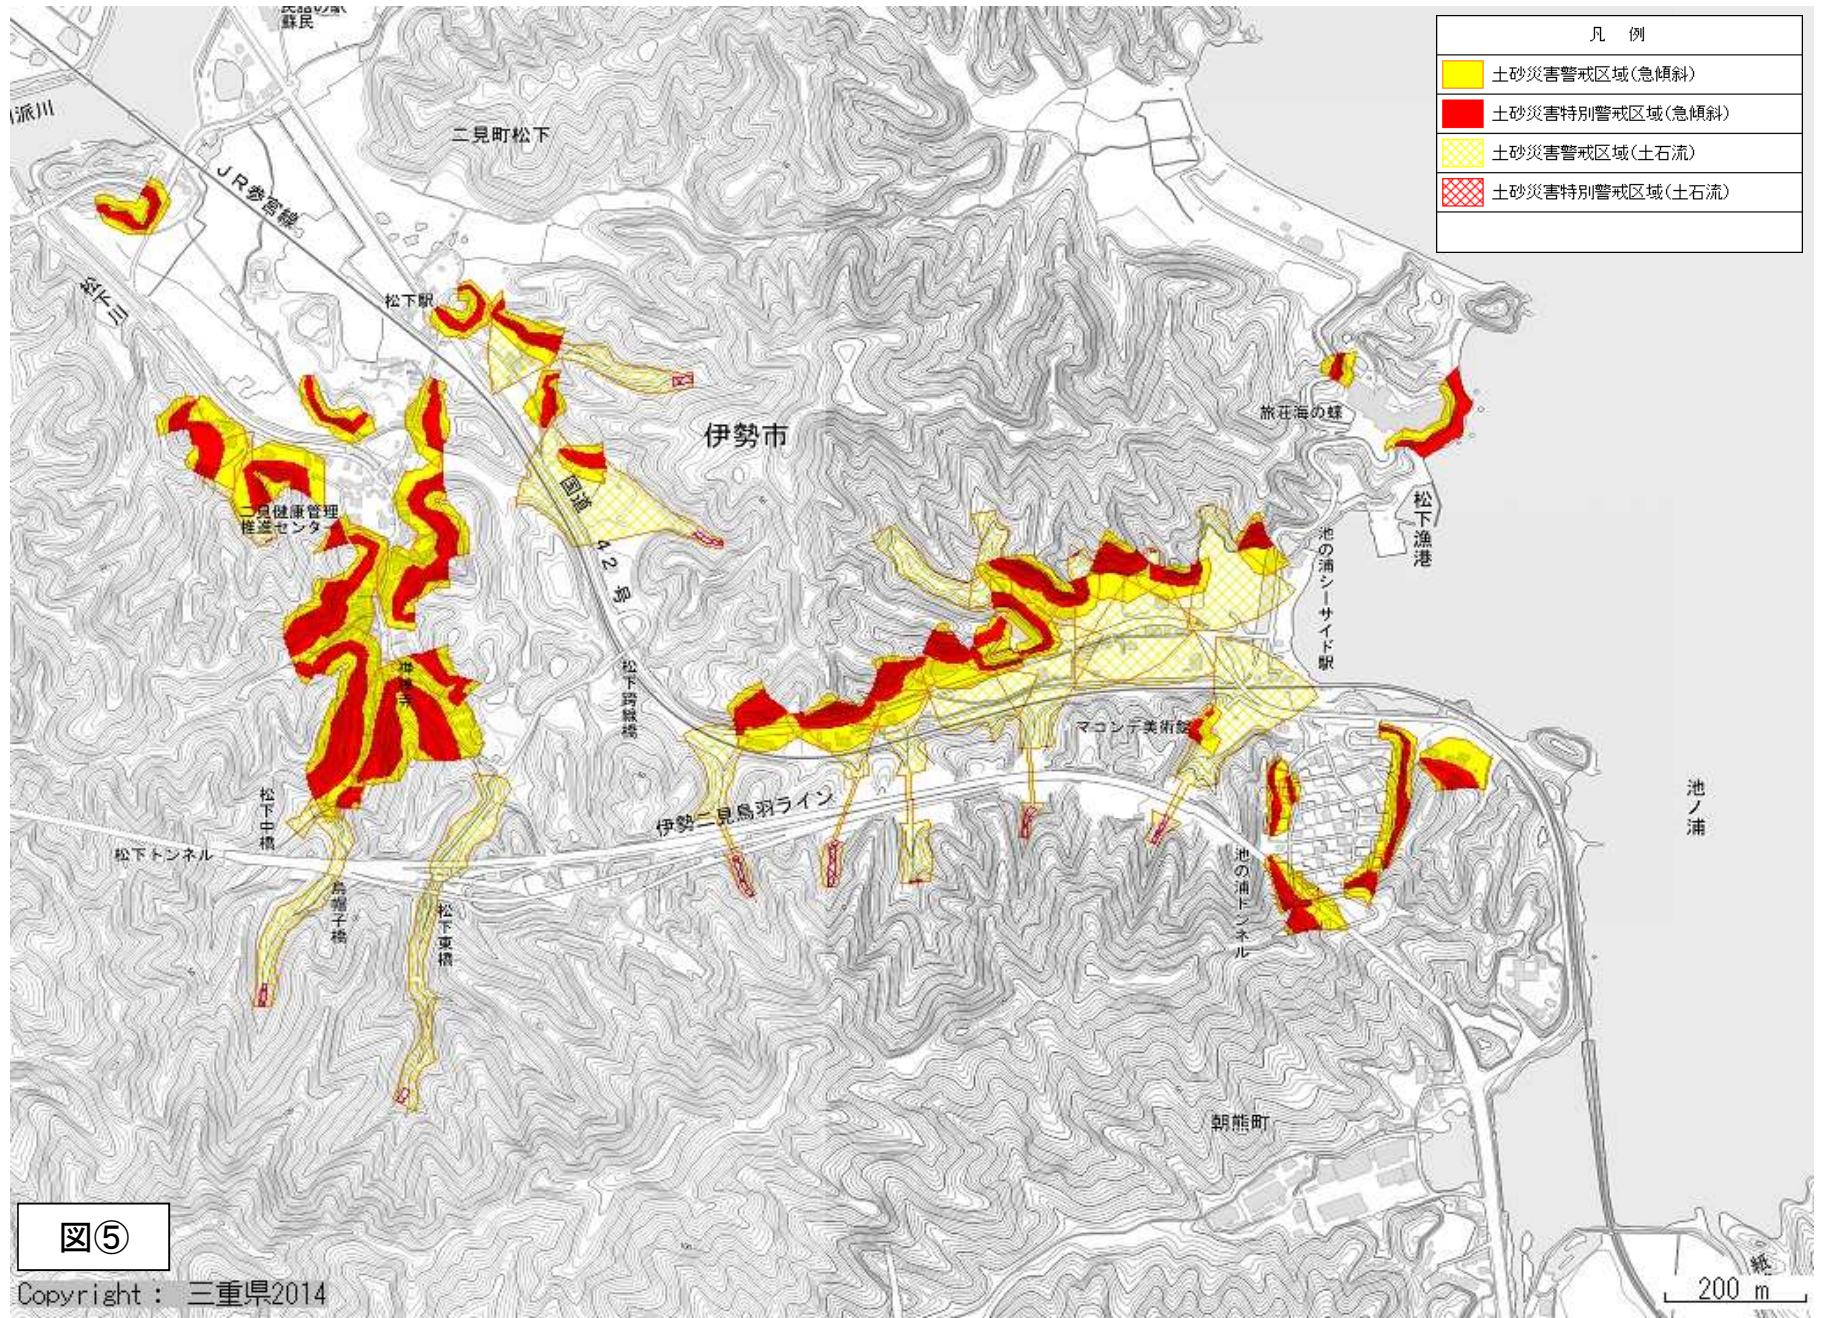 蘇民
凡 例
土砂災害警戒区域(急傾斜)
土砂災害特別警戒区域(急傾斜)
土砂災害警戒区域(土石流)
土砂災害特別警戒区域(土石流)
派川
二見町松下
JR参宮線
松下川
松下駅
伊勢市
旅荘海の蝶
国道
42号
二見健康管理
推進センター
松下漁港
池の浦シーサイド駅
松下跨線橋
マコンデ美術館
池ノ浦
松下中橋
伊勢二見鳥羽ライン
松下トンネル
池の浦トンネル
烏帽子橋
松下東橋
朝熊町
図⑤
Copyright： 三重県2014
200 m